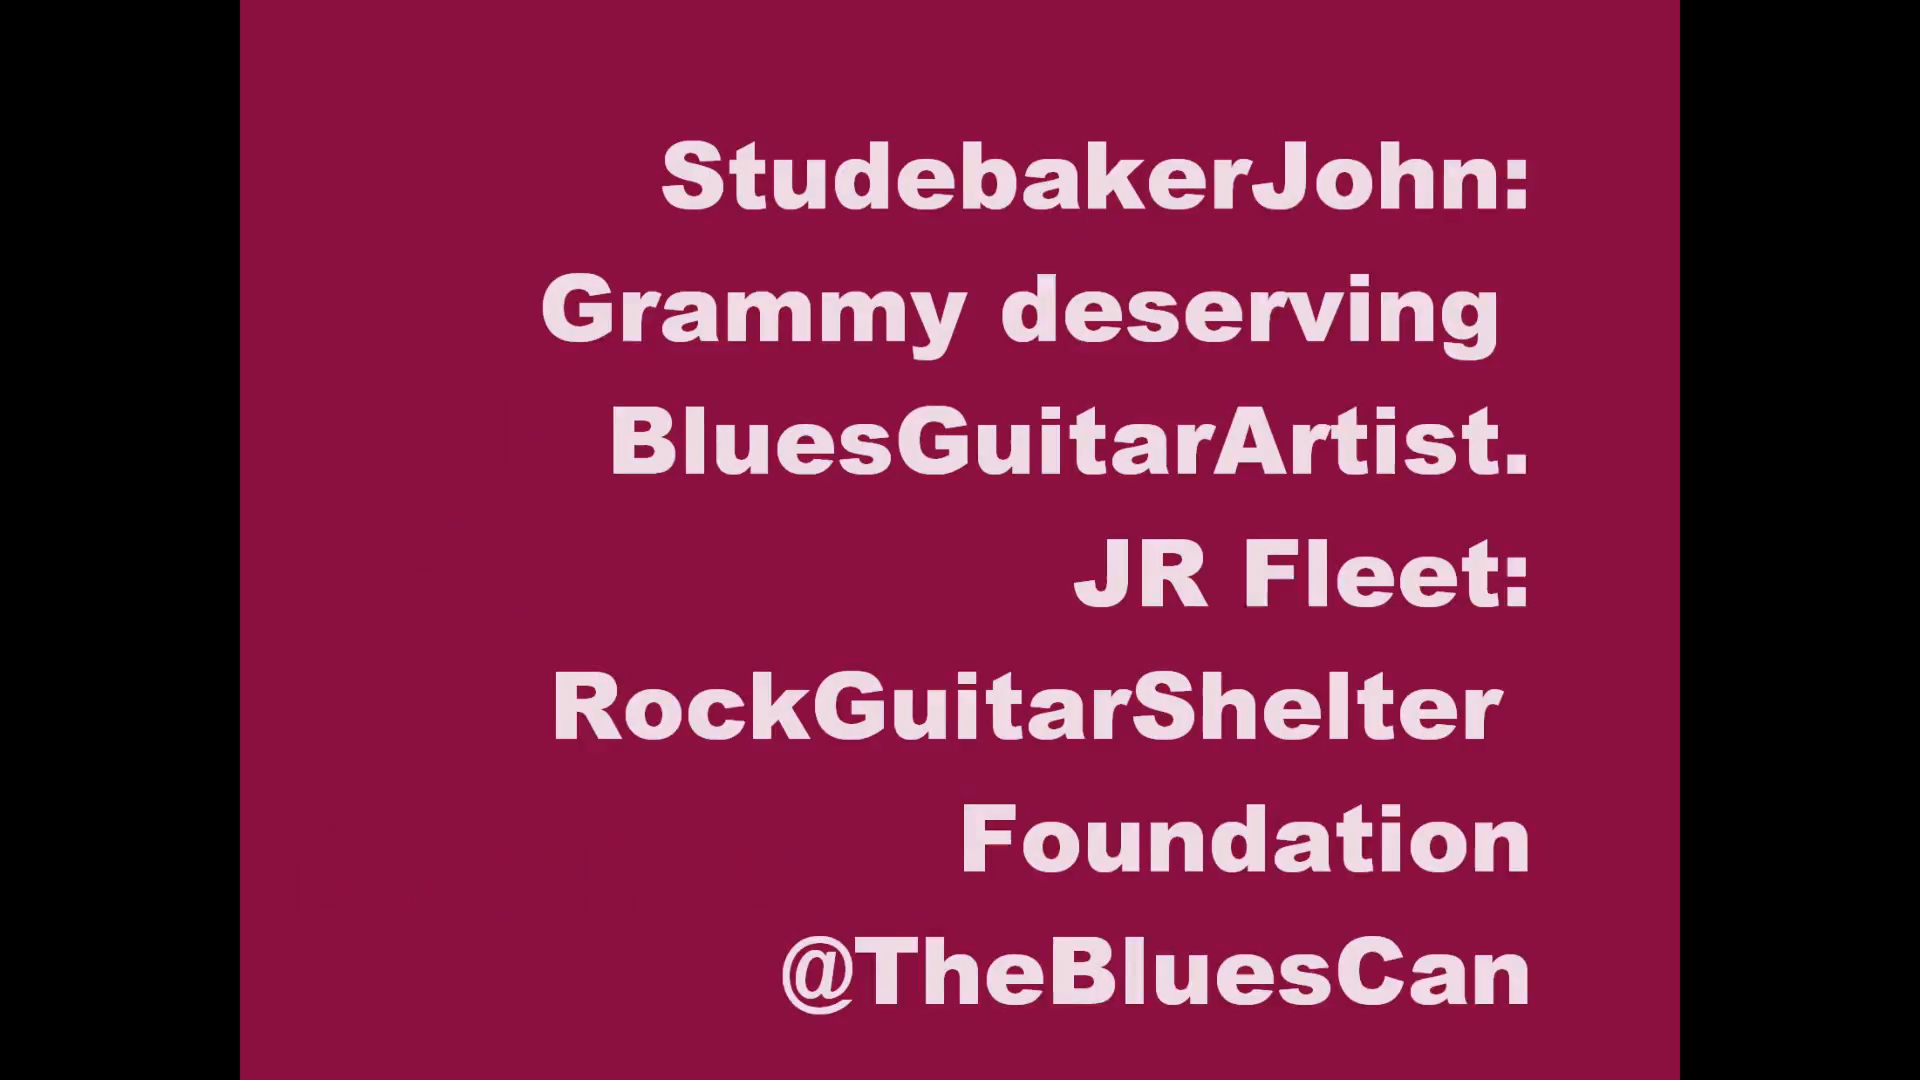 StudebakerJohn:
Grammy deserving
BluesGuitarArtist.
JR Fleet:
RockGuitarShelter
Foundation
@TheBluesCan